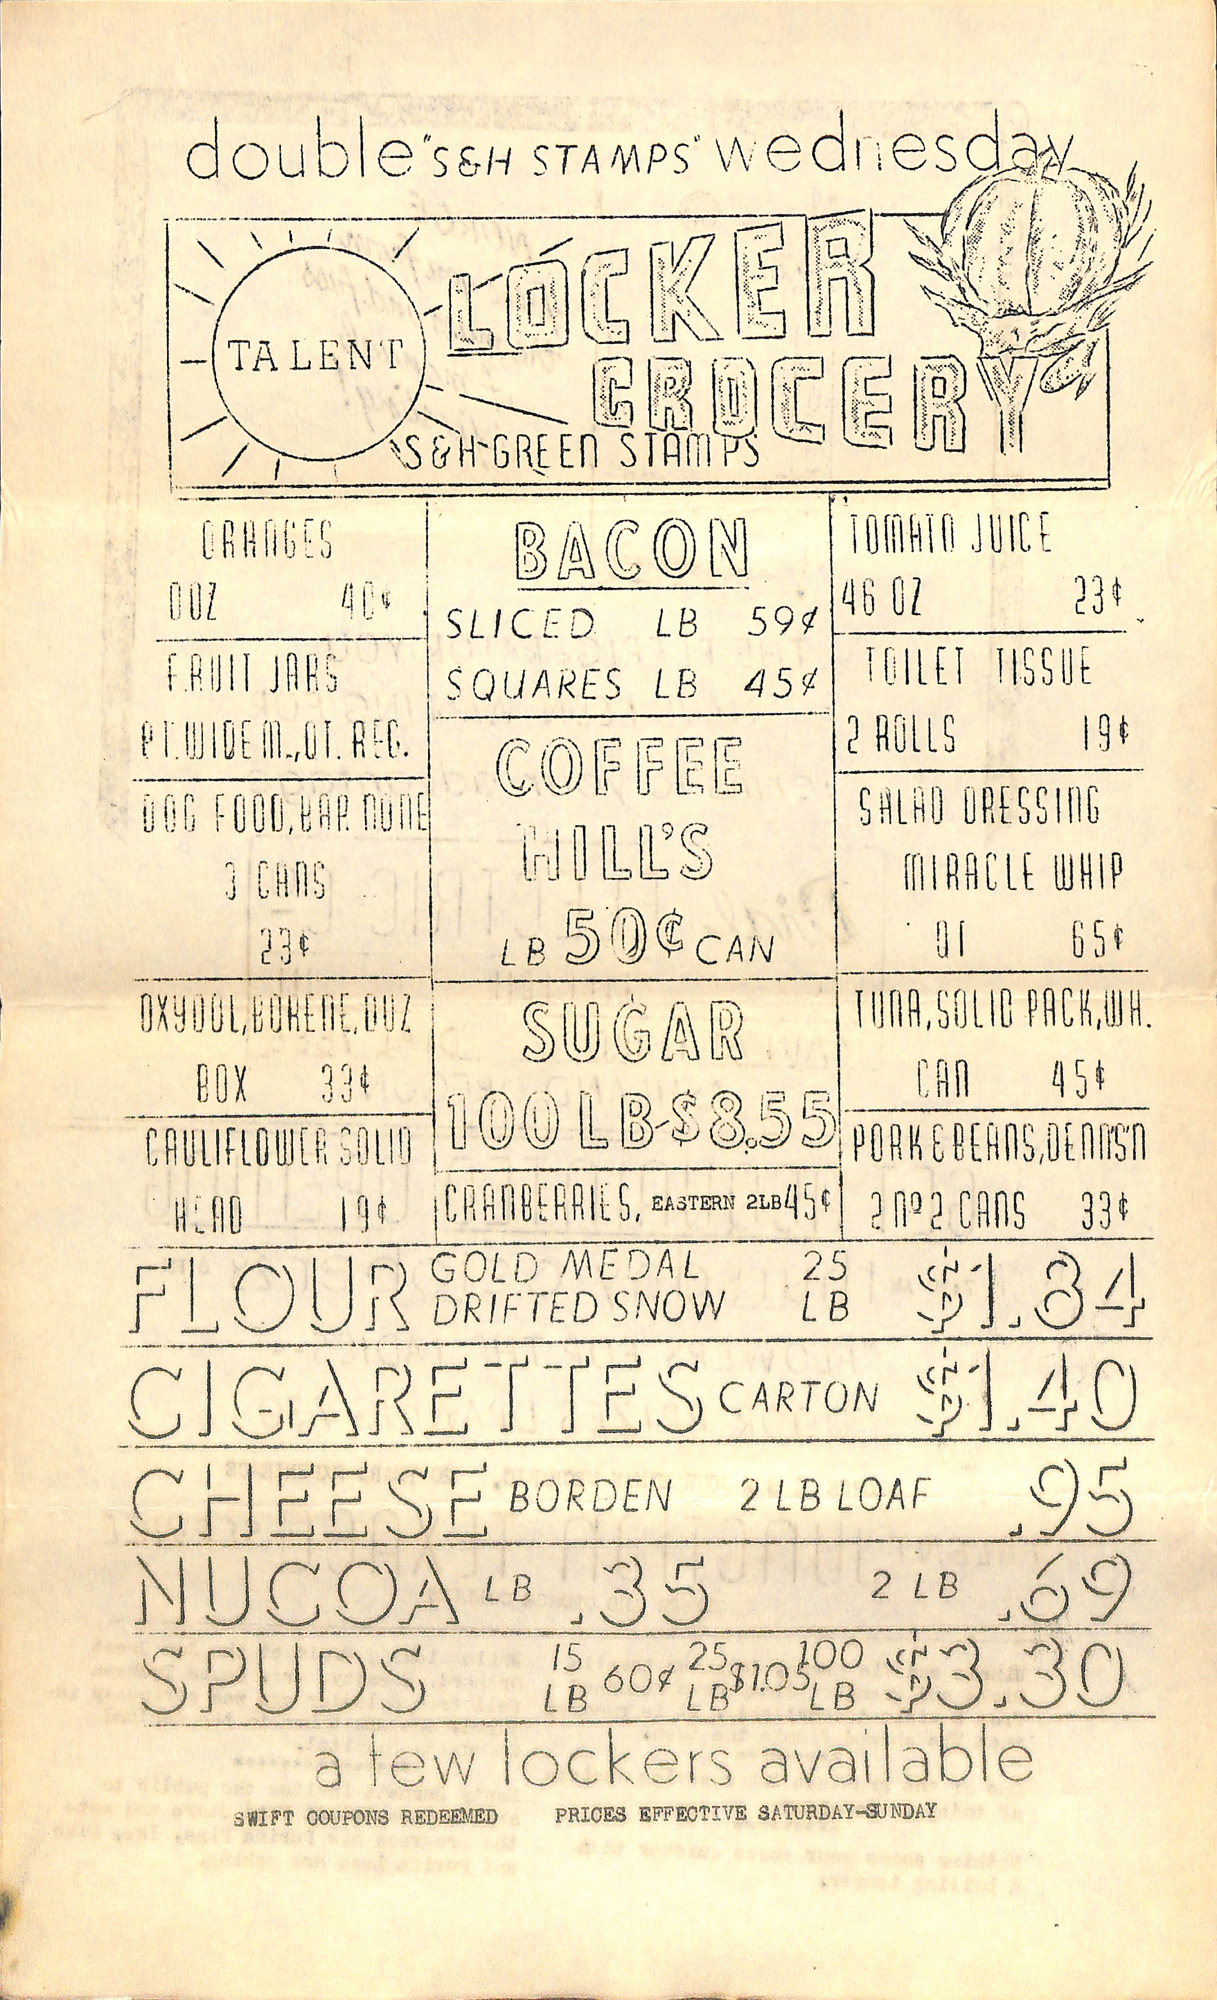 double "S&H STAMPS" wednesday
TALENT
LOCKER
GROCERY
S&H GREEN STAMPS
ORANGES
DOZ 40¢
FRUIT JARS
PT. WIDE M., QT. REG.
DOG FOOD, BAR NONE
3 CANS
23¢
OXYDOL, BOHENE, DUZ
BOX 33¢
CAULIFLOWER SOLID
HEAD 19¢
BACON
SLICED LB 59¢
SQUARES LB 45¢
COFFEE
HILL'S
LB 50¢ CAN
SUGAR
100 LB-$8.55
CRANBERRIES, EASTERN 2LB 45¢
TOMATO JUICE
46 OZ 23¢
TOILET TISSUE
2 ROLLS 19¢
SALAD DRESSING
MIRACLE WHIP
QT 65¢
TUNA, SOLID PACK, WH.
CAN 45¢
PORK & BEANS, DENNS'N
2 Nº 2 CANS 33¢
FLOUR GOLD MEDAL 25 $1.84
DRIFTED SNOW LB
CIGARETTES CARTON $1.40
CHEESE BORDEN 2 LB LOAF .95
NUCOA LB .35 2 LB .69
SPUDS 15 LB 60¢ 25 LB $1.05 100 LB $3.30
a few lockers available
SWIFT COUPONS REDEEMED PRICES EFFECTIVE SATURDAY-SUNDAY